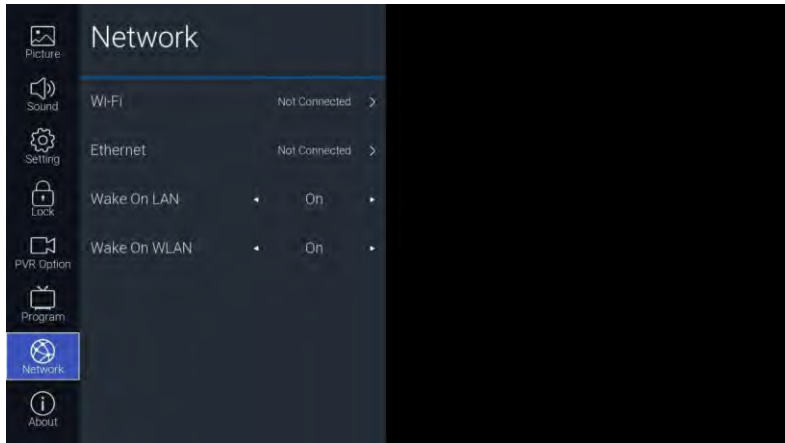 Picture
Sound
Setting
Lock
PVR Option
Program
Network
About
Network
Wi-Fi Not Connected
Ethernet Not Connected
Wake On LAN On
Wake On WLAN On